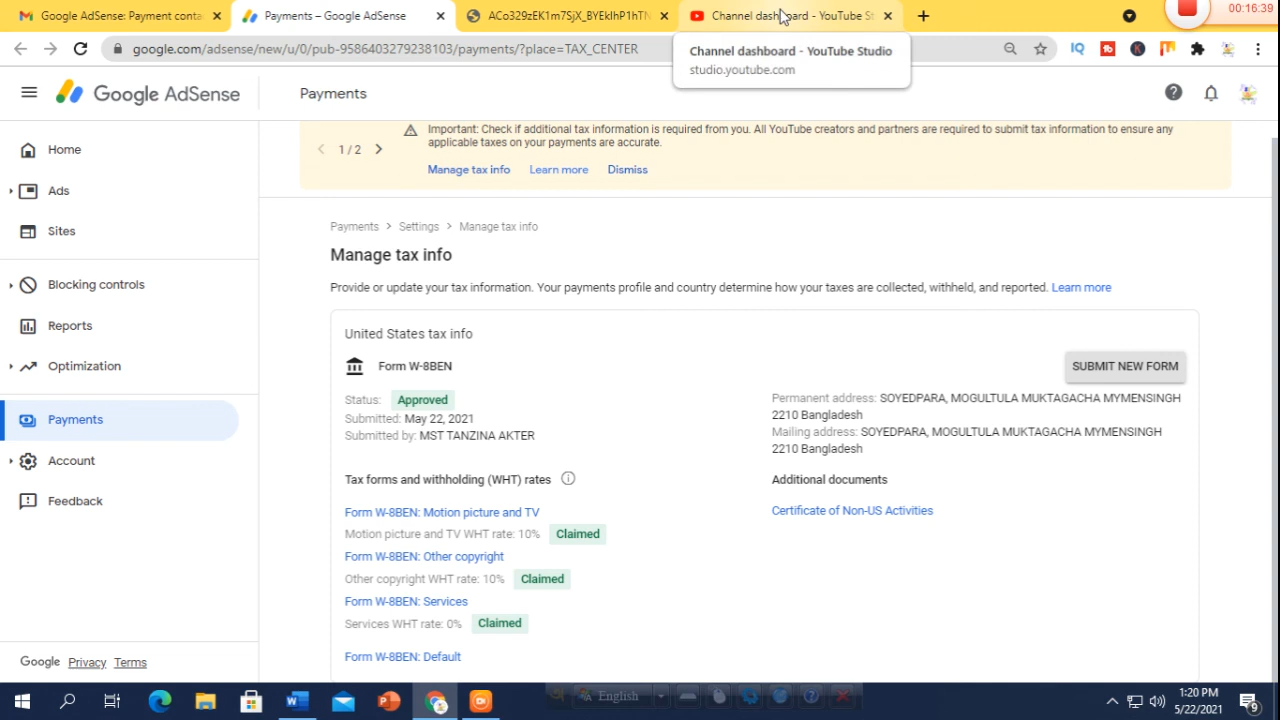 Google AdSense: Payment conta
Payments – Google AdSense
ACo329zEK1m7SjX_BYEklhP1hTN
Channel dashboard - YouTube St
00:16:39
google.com/adsense/new/u/0/pub-9586403279238103/payments/?place=TAX_CENTER
Channel dashboard - YouTube Studio
studio.youtube.com
Google AdSense
Payments
Home
Ads
Sites
Blocking controls
Reports
Optimization
Payments
Account
Feedback
Google Privacy Terms
Important: Check if additional tax information is required from you. All YouTube creators and partners are required to submit tax information to ensure any
applicable taxes on your payments are accurate.
1 / 2
Manage tax info Learn more Dismiss
Payments > Settings > Manage tax info
Manage tax info
Provide or update your tax information. Your payments profile and country determine how your taxes are collected, withheld, and reported. Learn more
United States tax info
Form W-8BEN
SUBMIT NEW FORM
Status: Approved
Submitted: May 22, 2021
Submitted by: MST TANZINA AKTER
Permanent address: SOYEDPARA, MOGULTULA MUKTAGACHA MYMENSINGH
2210 Bangladesh
Mailing address: SOYEDPARA, MOGULTULA MUKTAGACHA MYMENSINGH
2210 Bangladesh
Tax forms and withholding (WHT) rates
Form W-8BEN: Motion picture and TV
Motion picture and TV WHT rate: 10% Claimed
Form W-8BEN: Other copyright
Other copyright WHT rate: 10% Claimed
Form W-8BEN: Services
Services WHT rate: 0% Claimed
Form W-8BEN: Default
Additional documents
Certificate of Non-US Activities
English
1:20 PM
5/22/2021
9